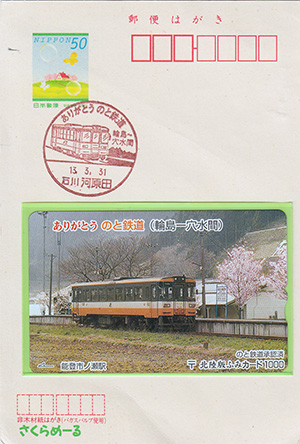 郵便はがき
NIPPON 50
日本郵便
ありがとう のと鉄道
輪島―
穴水間
13. 3. 31
石川 河原田
ありがとう のと鉄道(輪島―穴水間)
能登市ノ瀬駅
のと鉄道承認済
〒北陸版ふみカード1000
さくらめーる